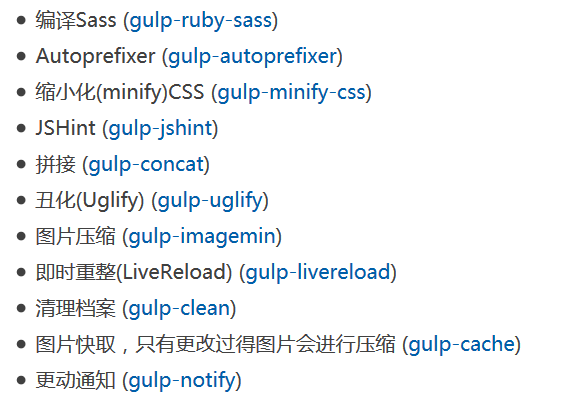 • 编译Sass (gulp-ruby-sass)
• Autoprefixer (gulp-autoprefixer)
• 缩小化(minify)CSS (gulp-minify-css)
• JSHint (gulp-jshint)
• 拼接 (gulp-concat)
• 丑化(Uglify) (gulp-uglify)
• 图片压缩 (gulp-imagemin)
• 即时重整(LiveReload) (gulp-livereload)
• 清理档案 (gulp-clean)
• 图片快取，只有更改过得图片会进行压缩 (gulp-cache)
• 更动通知 (gulp-notify)